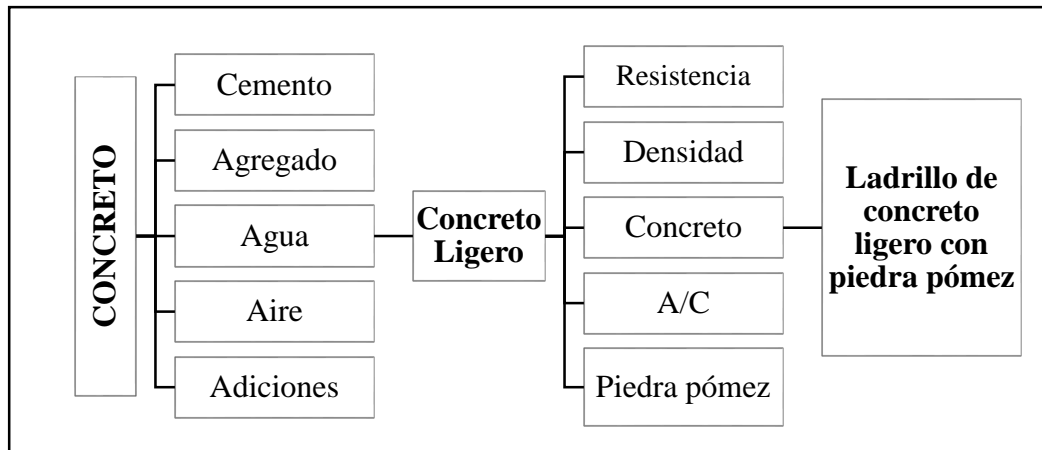 CONCRETO
Cemento
Agregado
Agua
Aire
Adiciones
Concreto
Ligero
Resistencia
Densidad
Concreto
A/C
Piedra pómez
Ladrillo de
concreto
ligero con
piedra pómez